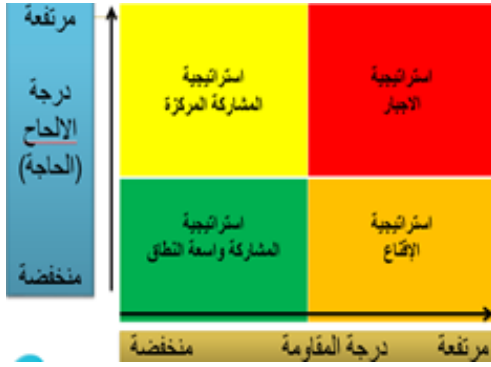 مرتفعة
درجة
الالحاح
(الحاجة)
منخفضة
استراتيجية
الاجبار
استراتيجية
المشاركة المركزة
استراتيجية
الإقناع
استراتيجية
المشاركة واسعة النطاق
مرتفعة درجة المقاومة منخفضة